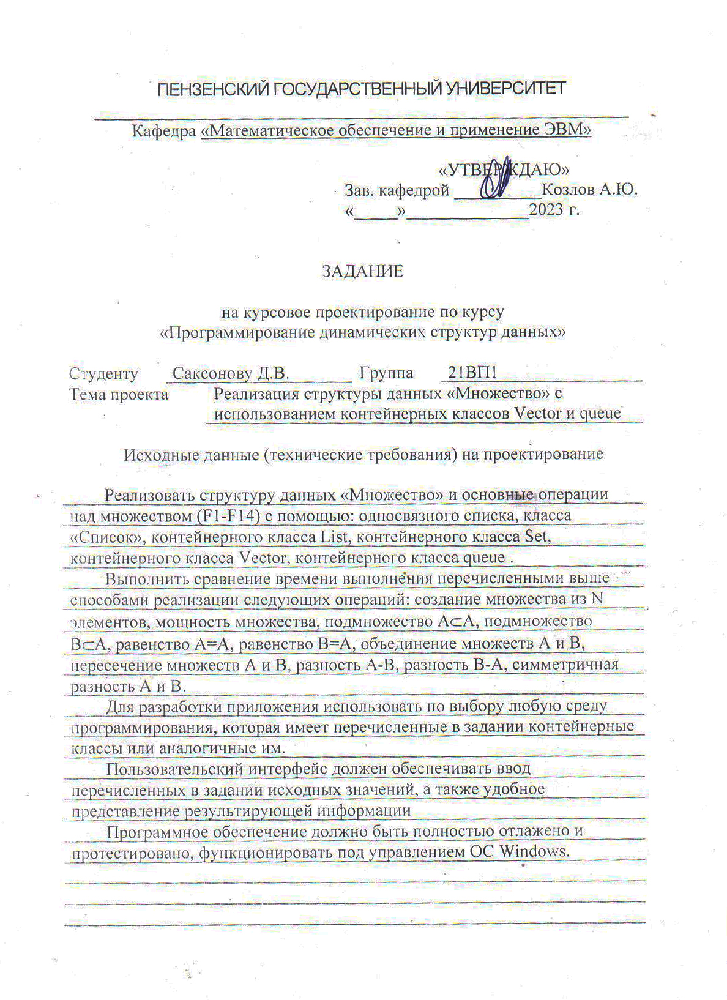 ПЕНЗЕНСКИЙ ГОСУДАРСТВЕННЫЙ УНИВЕРСИТЕТ
Кафедра «Математическое обеспечение и применение ЭВМ»
«УТВЕРЖДАЮ»
Зав. кафедрой __________Козлов А.Ю.
«_____»______________2023 г.
ЗАДАНИЕ
на курсовое проектирование по курсу
«Программирование динамических структур данных»
Студенту Саксонову Д.В. Группа 21ВП1
Тема проекта Реализация структуры данных «Множество» с
использованием контейнерных классов Vector и queue
Исходные данные (технические требования) на проектирование
Реализовать структуру данных «Множество» и основные операции
над множеством (F1-F14) с помощью: односвязного списка, класса
«Список», контейнерного класса List, контейнерного класса Set,
контейнерного класса Vector, контейнерного класса queue .
Выполнить сравнение времени выполнения перечисленными выше
способами реализации следующих операций: создание множества из N
элементов, мощность множества, подмножество A⊂A, подмножество
B⊂A, равенство A=A, равенство B=A, объединение множеств A и B,
пересечение множеств A и B, разность A-B, разность B-A, симметричная
разность A и B.
Для разработки приложения использовать по выбору любую среду
программирования, которая имеет перечисленные в задании контейнерные
классы или аналогичные им.
Пользовательский интерфейс должен обеспечивать ввод
перечисленных в задании исходных значений, а также удобное
представление результирующей информации
Программное обеспечение должно быть полностью отлажено и
протестировано, функционировать под управлением ОС Windows.